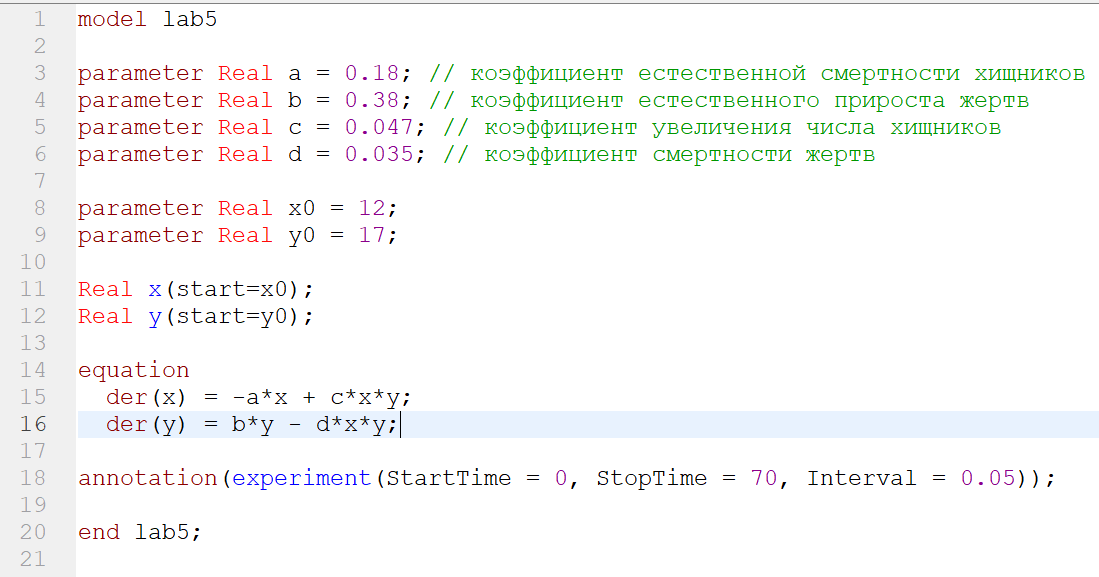 1 model lab5
2
3 parameter Real a = 0.18; // коэффициент естественной смертности хищников
4 parameter Real b = 0.38; // коэффициент естественного прироста жертв
5 parameter Real c = 0.047; // коэффициент увеличения числа хищников
6 parameter Real d = 0.035; // коэффициент смертности жертв
7
8 parameter Real x0 = 12;
9 parameter Real y0 = 17;
10
11 Real x(start=x0);
12 Real y(start=y0);
13
14 equation
15 der(x) = -a*x + c*x*y;
16 der(y) = b*y - d*x*y;
17
18 annotation(experiment(StartTime = 0, StopTime = 70, Interval = 0.05));
19
20 end lab5;
21